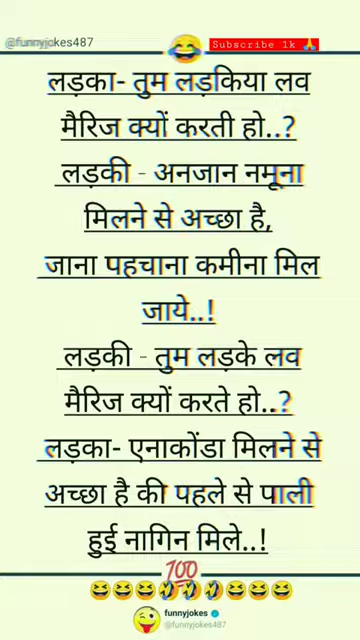 @funnyjokes487
Subscribe 1k 🙏
लड़का- तुम लड़किया लव
मैरिज क्यों करती हो..?
लड़की - अनजान नमूना
मिलने से अच्छा है,
जाना पहचाना कमीना मिल
जाये..!
लड़की - तुम लड़के लव
मैरिज क्यों करते हो..?
लड़का- एनाकोंडा मिलने से
अच्छा है की पहले से पाली
हुई नागिन मिले..!
💯
😆😆😆🤣🤣🤣😆😆😆
funnyjokes
@funnyjokes487